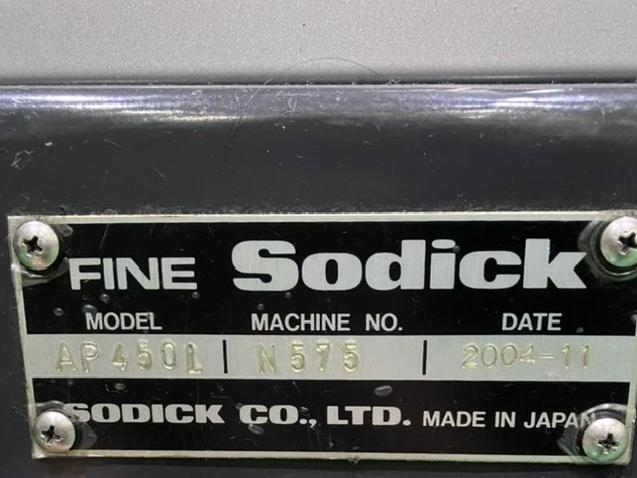 FINE Sodick
MODEL MACHINE NO. DATE
AP450L N575 2004-11
SODICK CO., LTD. MADE IN JAPAN